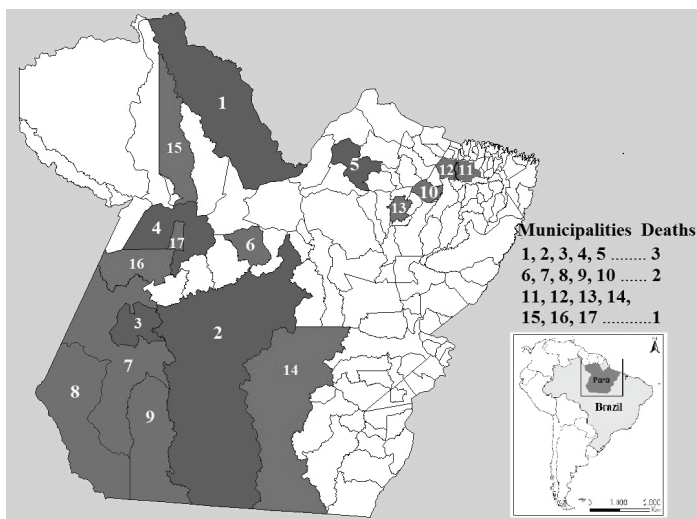 1
15
5
12 11
10
13
4
17
6
16
3
2
7
8
9
14
Municipalities Deaths
1, 2, 3, 4, 5 ........ 3
6, 7, 8, 9, 10 ...... 2
11, 12, 13, 14,
15, 16, 17 ...........1
N
Pará
Brazil
0 1.000 2.000
Km